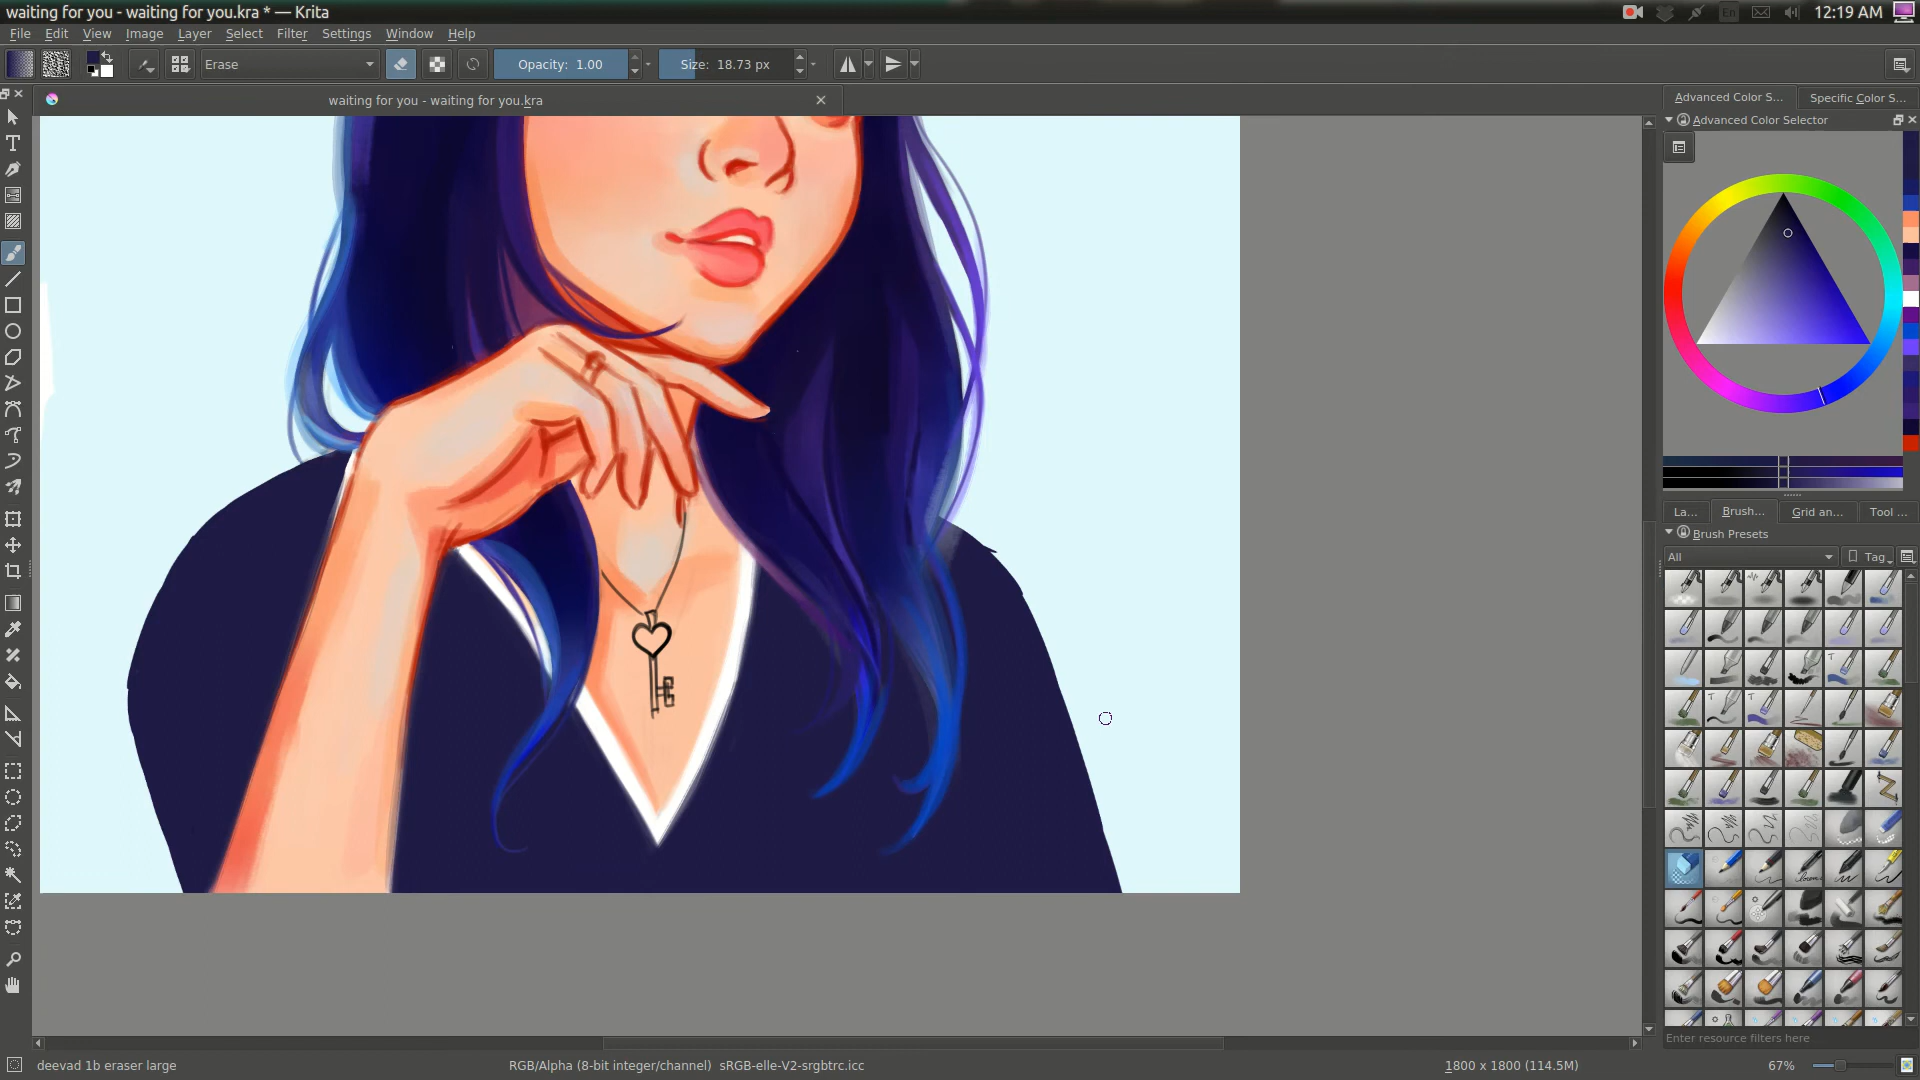 waiting for you - waiting for you.kra * — Krita
En 12:19 AM
File Edit View Image Layer Select Filter Settings Window Help
Erase Opacity: 1.00 Size: 18.73 px
waiting for you - waiting for you.kra
Advanced Color S... Specific Color S...
Advanced Color Selector
La... Brush... Grid an... Tool ...
Brush Presets
All Tag
Enter resource filters here
deevad 1b eraser large RGB/Alpha (8-bit integer/channel) sRGB-elle-V2-srgbtrc.icc 1800 x 1800 (114.5M) 67%